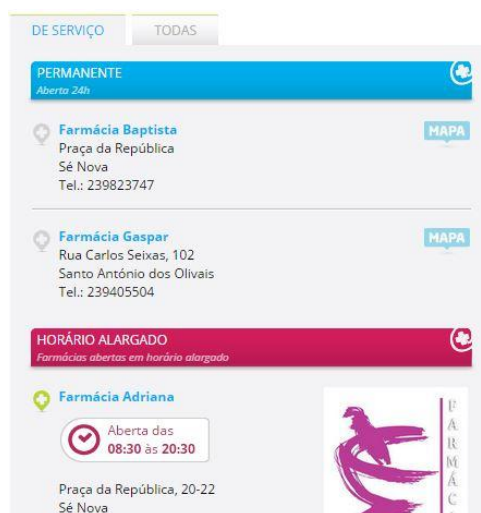 DE SERVIÇO
TODAS
PERMANENTE
Aberta 24h
Farmácia Baptista
MAPA
Praça da República
Sé Nova
Tel.: 239823747
Farmácia Gaspar
MAPA
Rua Carlos Seixas, 102
Santo António dos Olivais
Tel.: 239405504
HORÁRIO ALARGADO
Farmácias abertas em horário alargado
Farmácia Adriana
Aberta das
08:30 às 20:30
Praça da República, 20-22
Sé Nova
FARMÁC